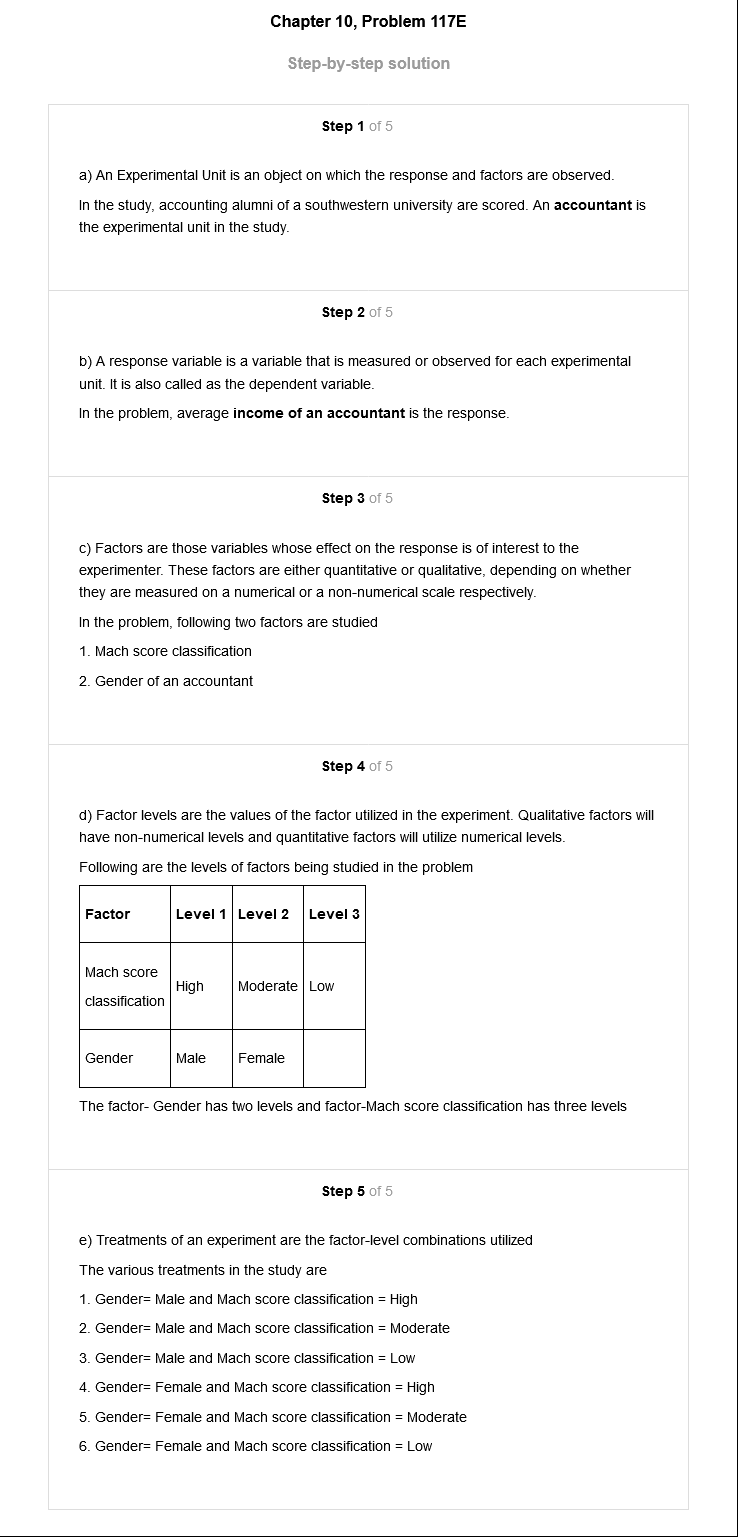 Chapter 10, Problem 117E
Step-by-step solution
Step 1 of 5
a) An Experimental Unit is an object on which the response and factors are observed.
In the study, accounting alumni of a southwestern university are scored. An accountant is
the experimental unit in the study.
Step 2 of 5
b) A response variable is a variable that is measured or observed for each experimental
unit. It is also called as the dependent variable.
In the problem, average income of an accountant is the response.
Step 3 of 5
c) Factors are those variables whose effect on the response is of interest to the
experimenter. These factors are either quantitative or qualitative, depending on whether
they are measured on a numerical or a non-numerical scale respectively.
In the problem, following two factors are studied
1. Mach score classification
2. Gender of an accountant
Step 4 of 5
d) Factor levels are the values of the factor utilized in the experiment. Qualitative factors will
have non-numerical levels and quantitative factors will utilize numerical levels.
Following are the levels of factors being studied in the problem
Factor Level 1 Level 2 Level 3
Mach score
classification
High Moderate Low
Gender Male Female
The factor- Gender has two levels and factor-Mach score classification has three levels
Step 5 of 5
e) Treatments of an experiment are the factor-level combinations utilized
The various treatments in the study are
1. Gender= Male and Mach score classification = High
2. Gender= Male and Mach score classification = Moderate
3. Gender= Male and Mach score classification = Low
4. Gender= Female and Mach score classification = High
5. Gender= Female and Mach score classification = Moderate
6. Gender= Female and Mach score classification = Low